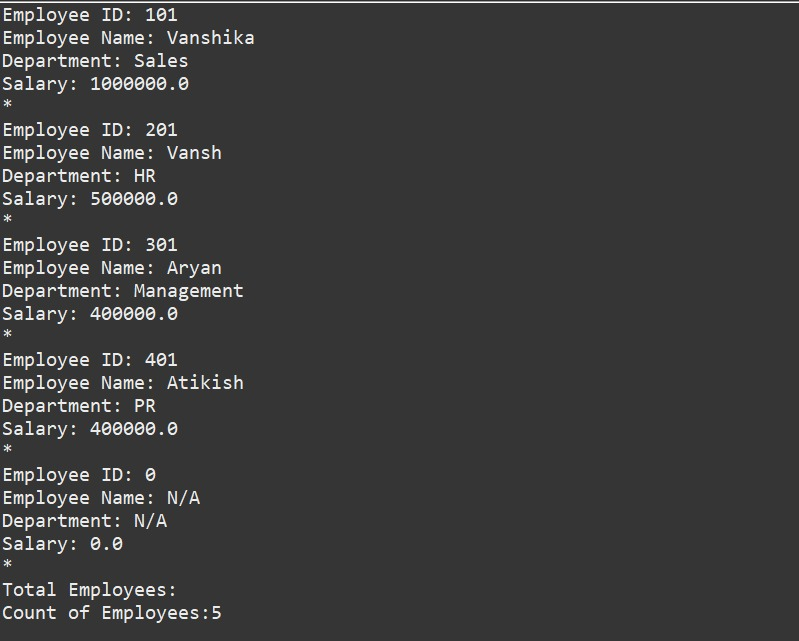 Employee ID: 101
Employee Name: Vanshika
Department: Sales
Salary: 1000000.0
*
Employee ID: 201
Employee Name: Vansh
Department: HR
Salary: 500000.0
*
Employee ID: 301
Employee Name: Aryan
Department: Management
Salary: 400000.0
*
Employee ID: 401
Employee Name: Atikish
Department: PR
Salary: 400000.0
*
Employee ID: 0
Employee Name: N/A
Department: N/A
Salary: 0.0
*
Total Employees:
Count of Employees:5